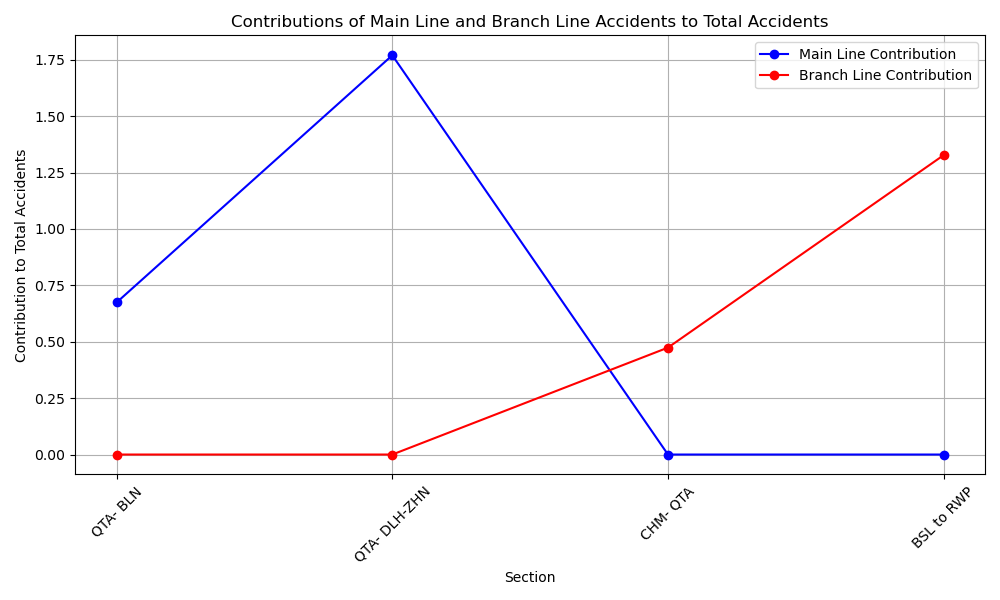 Contributions of Main Line and Branch Line Accidents to Total Accidents
Main Line Contribution
Branch Line Contribution
Contribution to Total Accidents
1.75
1.50
1.25
1.00
0.75
0.50
0.25
0.00
QTA- BLN
QTA- DLH-ZHN
CHM- QTA
BSL to RWP
Section